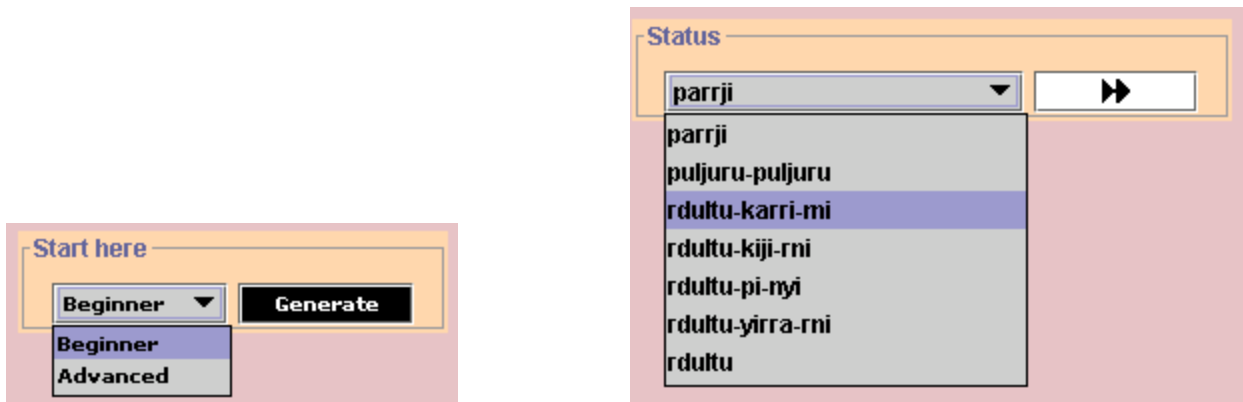 Start here
Beginner
Generate
Beginner
Advanced
Status
parrji
parrji
puljuru-puljuru
rdultu-karri-mi
rdultu-kiji-rni
rdultu-pi-nyi
rdultu-yirra-rni
rdultu